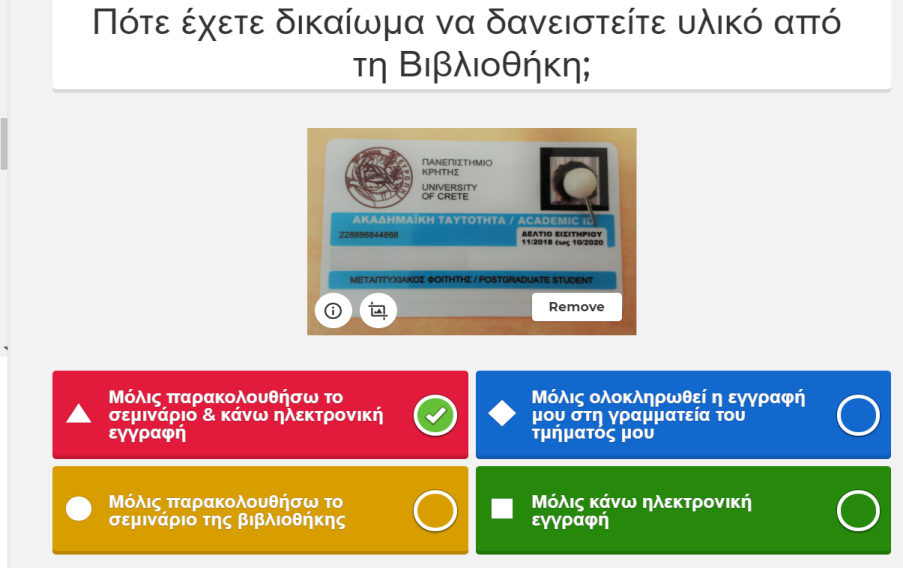 Πότε έχετε δικαίωμα να δανειστείτε υλικό από
τη Βιβλιοθήκη;
ΠΑΝΕΠΙΣΤΗΜΙΟ
ΚΡΗΤΗΣ
UNIVERSITY
OF CRETE
ΑΚΑΔΗΜΑΪΚΗ ΤΑΥΤΟΤΗΤΑ / ACADEMIC ID
228686844868
ΔΕΛΤΙΟ ΕΙΣΙΤΗΡΙΟΥ
11/2018 έως 10/2020
ΜΕΤΑΠΤΥΧΙΑΚΟΣ ΦΟΙΤΗΤΗΣ / POSTGRADUATE STUDENT
Remove
Μόλις παρακολουθήσω το
σεμινάριο & κάνω ηλεκτρονική
εγγραφή
Μόλις ολοκληρωθεί η εγγραφή
μου στη γραμματεία του
τμήματός μου
Μόλις παρακολουθήσω το
σεμινάριο της βιβλιοθήκης
Μόλις κάνω ηλεκτρονική
εγγραφή